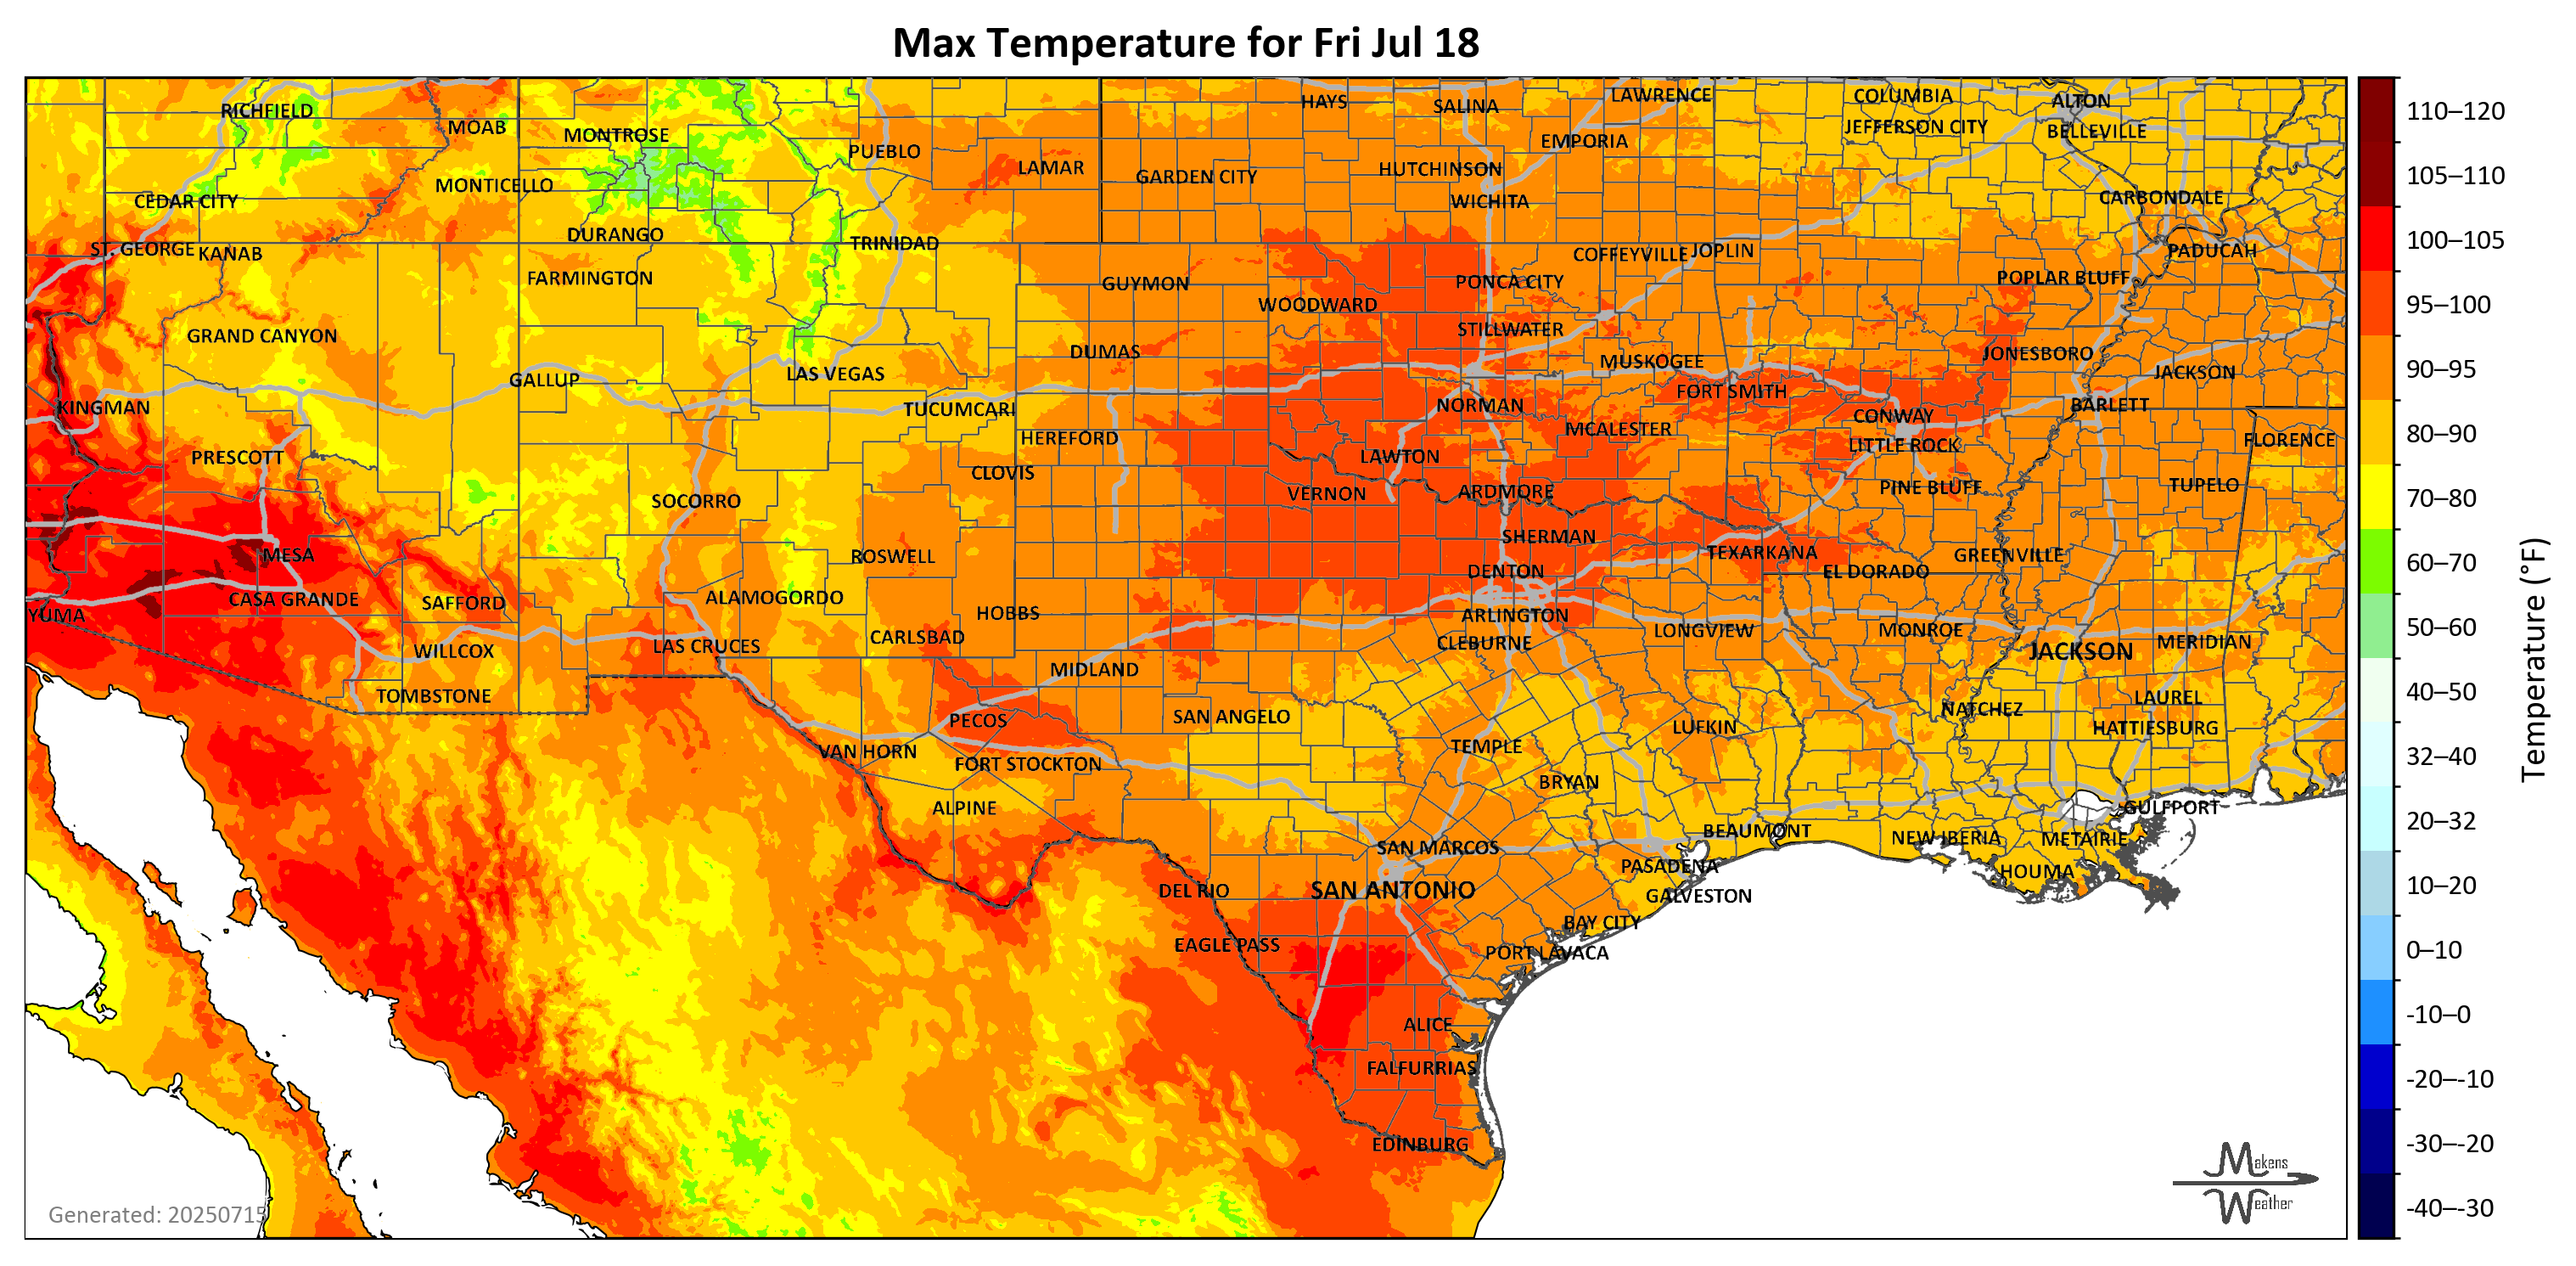 Max Temperature for Fri Jul 18
RICHFIELD
MOAB
MONTROSE
PUEBLO
LAMAR
HAYS
SALINA
LAWRENCE
COLUMBIA
ALTON
EMPORIA
JEFFERSON CITY
BELLEVILLE
MONTICELLO
GARDEN CITY
HUTCHINSON
CEDAR CITY
WICHITA
CARBONDALE
ST. GEORGE
KANAB
DURANGO
TRINIDAD
COFFEYVILLE
JOPLIN
PADUCAH
FARMINGTON
GUYMON
PONCA CITY
POPLAR BLUFF
WOODWARD
GRAND CANYON
STILLWATER
DUMAS
MUSKOGEE
JONESBORO
GALLUP
LAS VEGAS
FORT SMITH
JACKSON
KINGMAN
TUCUMCARI
NORMAN
CONWAY
BARLETT
PRESCOTT
HEREFORD
MCALESTER
LITTLE ROCK
FLORENCE
CLOVIS
LAWTON
SOCORRO
VERNON
ARDMORE
PINE BLUFF
TUPELO
MESA
ROSWELL
SHERMAN
TEXARKANA
GREENVILLE
CASA GRANDE
SAFFORD
ALAMOGORDO
DENTON
EL DORADO
YUMA
HOBBS
ARLINGTON
WILLCOX
LAS CRUCES
CARLSBAD
CLEBURNE
LONGVIEW
MONROE
JACKSON
MERIDIAN
TOMBSTONE
MIDLAND
LAUREL
PECOS
SAN ANGELO
LUFKIN
NATCHEZ
HATTIESBURG
VAN HORN
FORT STOCKTON
TEMPLE
BRYAN
ALPINE
GULFPORT
BEAUMONT
NEW IBERIA
METAIRIE
SAN MARCOS
PASADENA
HOUMA
DEL RIO
SAN ANTONIO
GALVESTON
BAY CITY
EAGLE PASS
PORT LAVACA
ALICE
FALFURRIAS
EDINBURG
Generated: 20250715
Makens
Weather
110–120
105–110
100–105
95–100
90–95
80–90
70–80
60–70
50–60
40–50
32–40
20–32
10–20
0–10
-10–0
-20–-10
-30–-20
-40–-30
Temperature (°F)